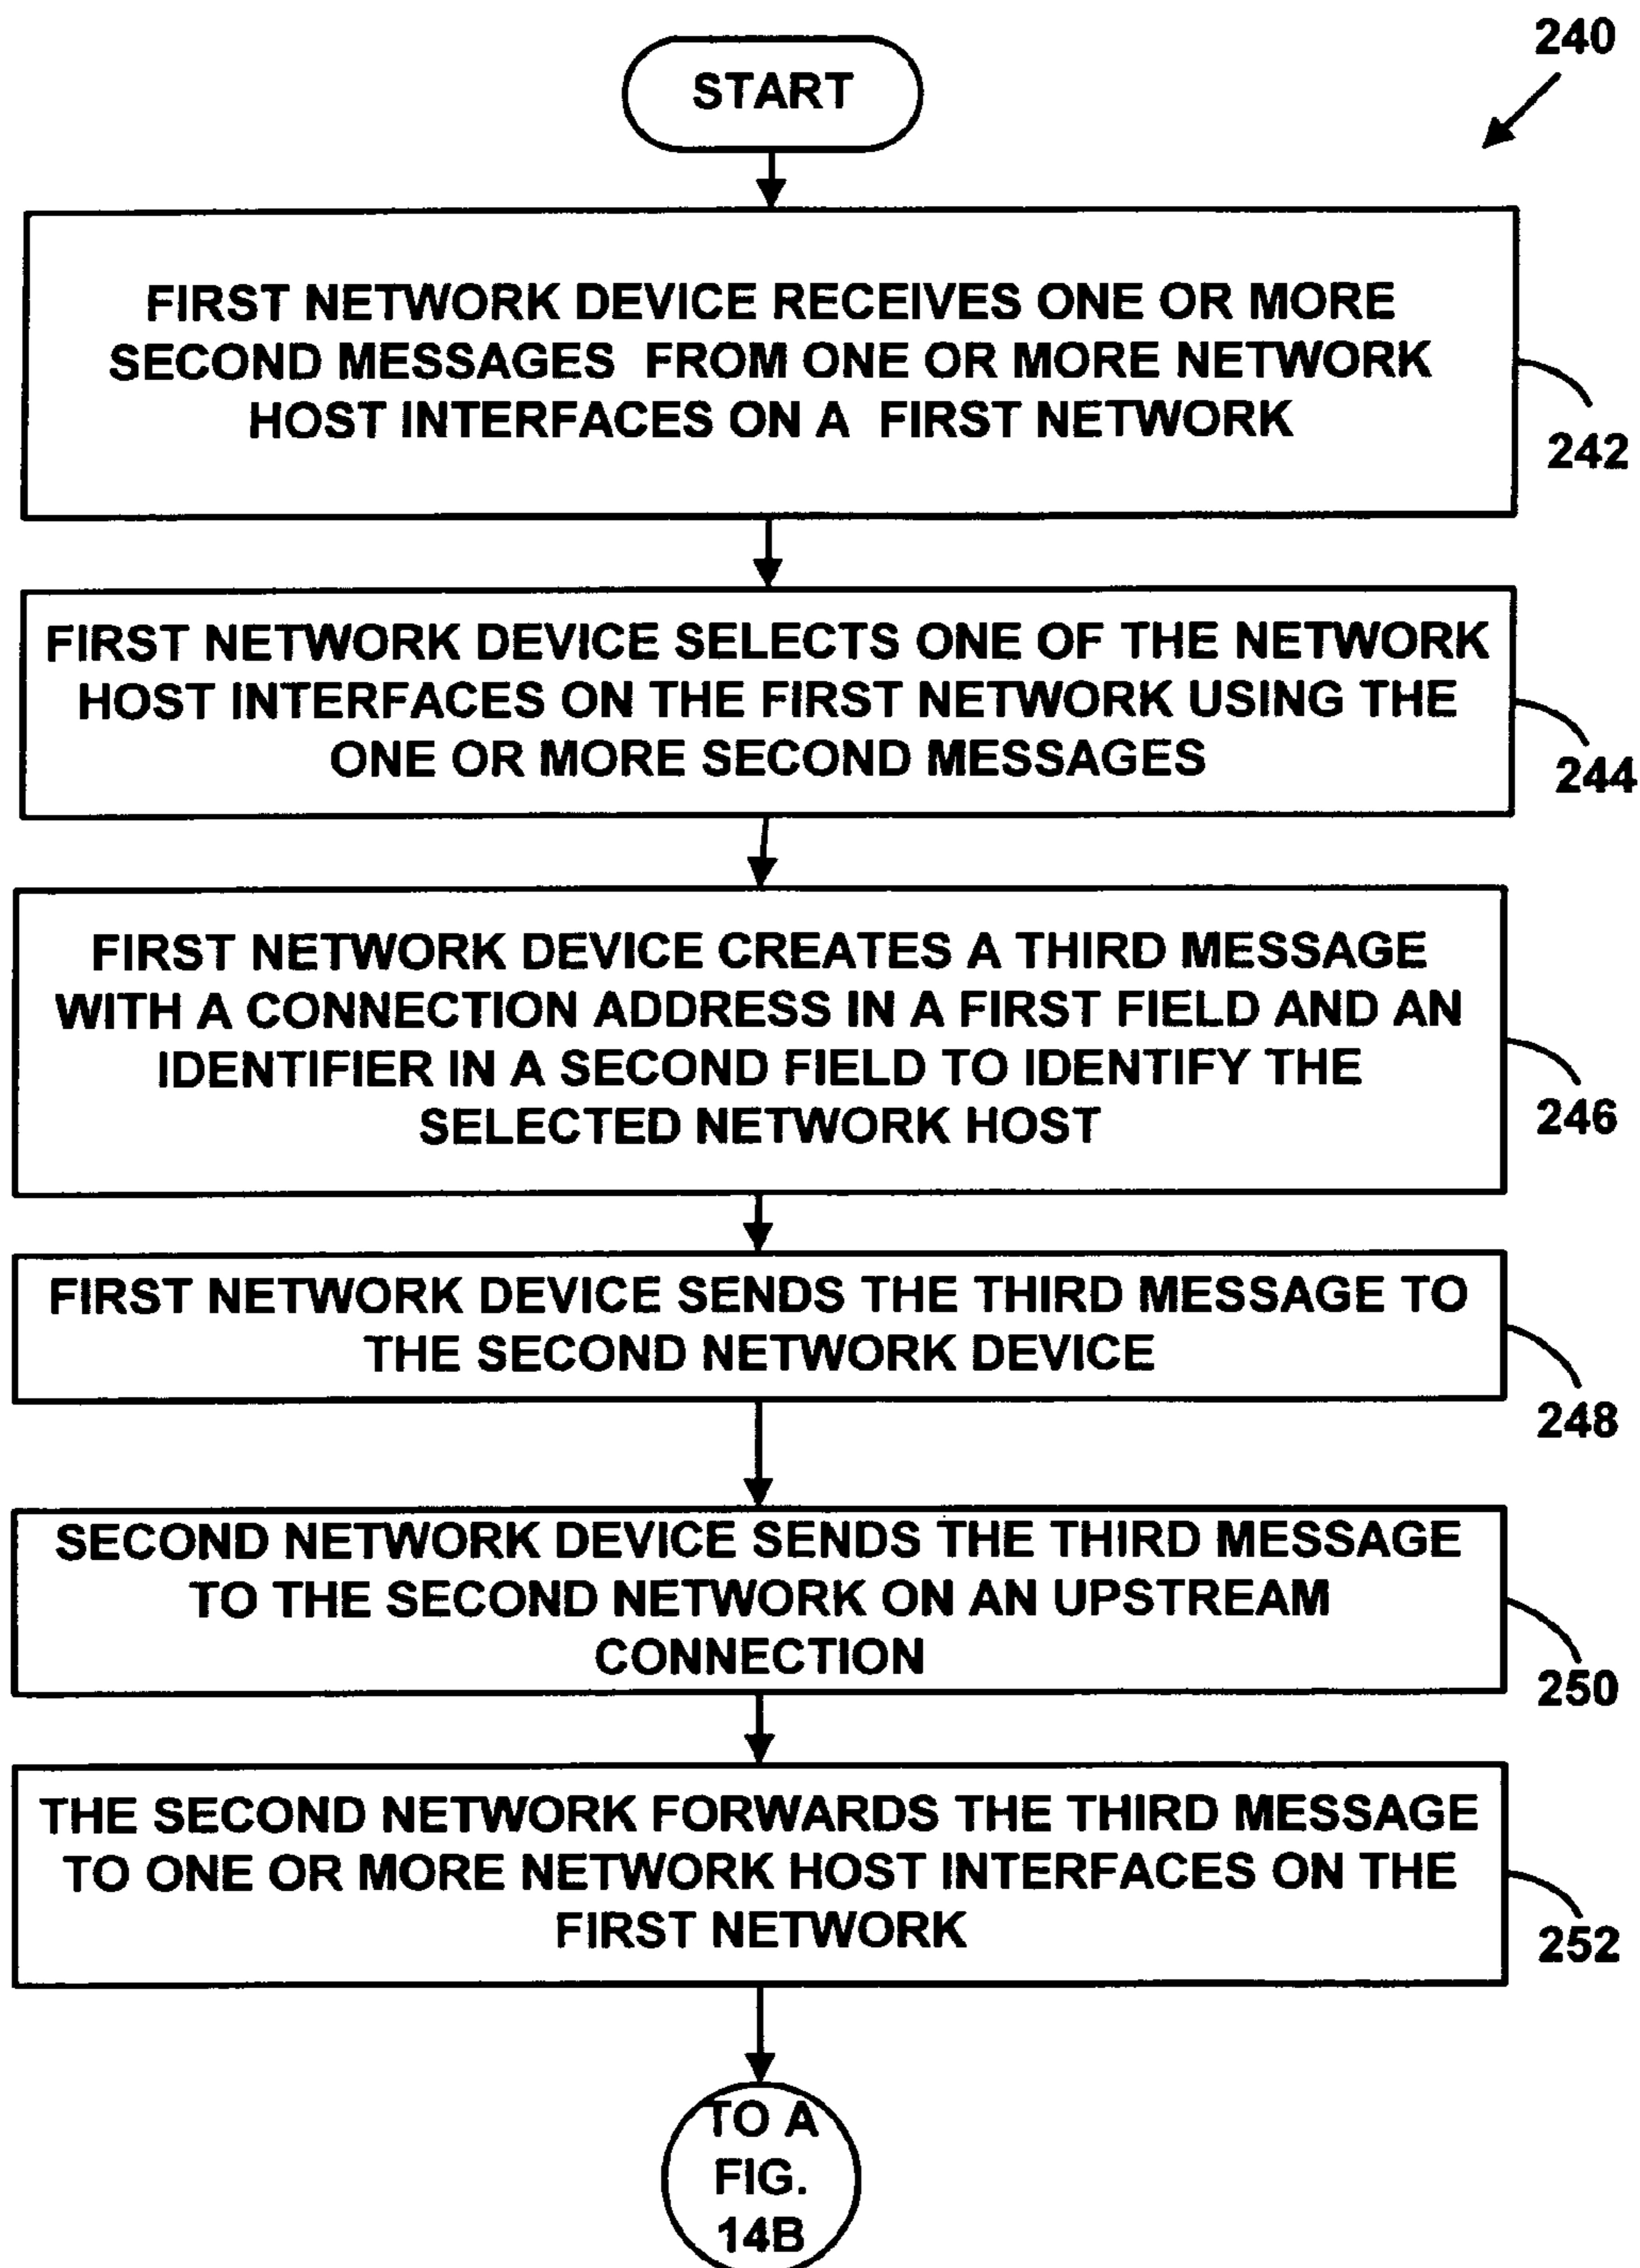 240
START
FIRST NETWORK DEVICE RECEIVES ONE OR MORE
SECOND MESSAGES FROM ONE OR MORE NETWORK
HOST INTERFACES ON A FIRST NETWORK
242
FIRST NETWORK DEVICE SELECTS ONE OF THE NETWORK
HOST INTERFACES ON THE FIRST NETWORK USING THE
ONE OR MORE SECOND MESSAGES
244
FIRST NETWORK DEVICE CREATES A THIRD MESSAGE
WITH A CONNECTION ADDRESS IN A FIRST FIELD AND AN
IDENTIFIER IN A SECOND FIELD TO IDENTIFY THE
SELECTED NETWORK HOST
246
FIRST NETWORK DEVICE SENDS THE THIRD MESSAGE TO
THE SECOND NETWORK DEVICE
248
SECOND NETWORK DEVICE SENDS THE THIRD MESSAGE
TO THE SECOND NETWORK ON AN UPSTREAM
CONNECTION
250
THE SECOND NETWORK FORWARDS THE THIRD MESSAGE
TO ONE OR MORE NETWORK HOST INTERFACES ON THE
FIRST NETWORK
252
TO A
FIG.
14B